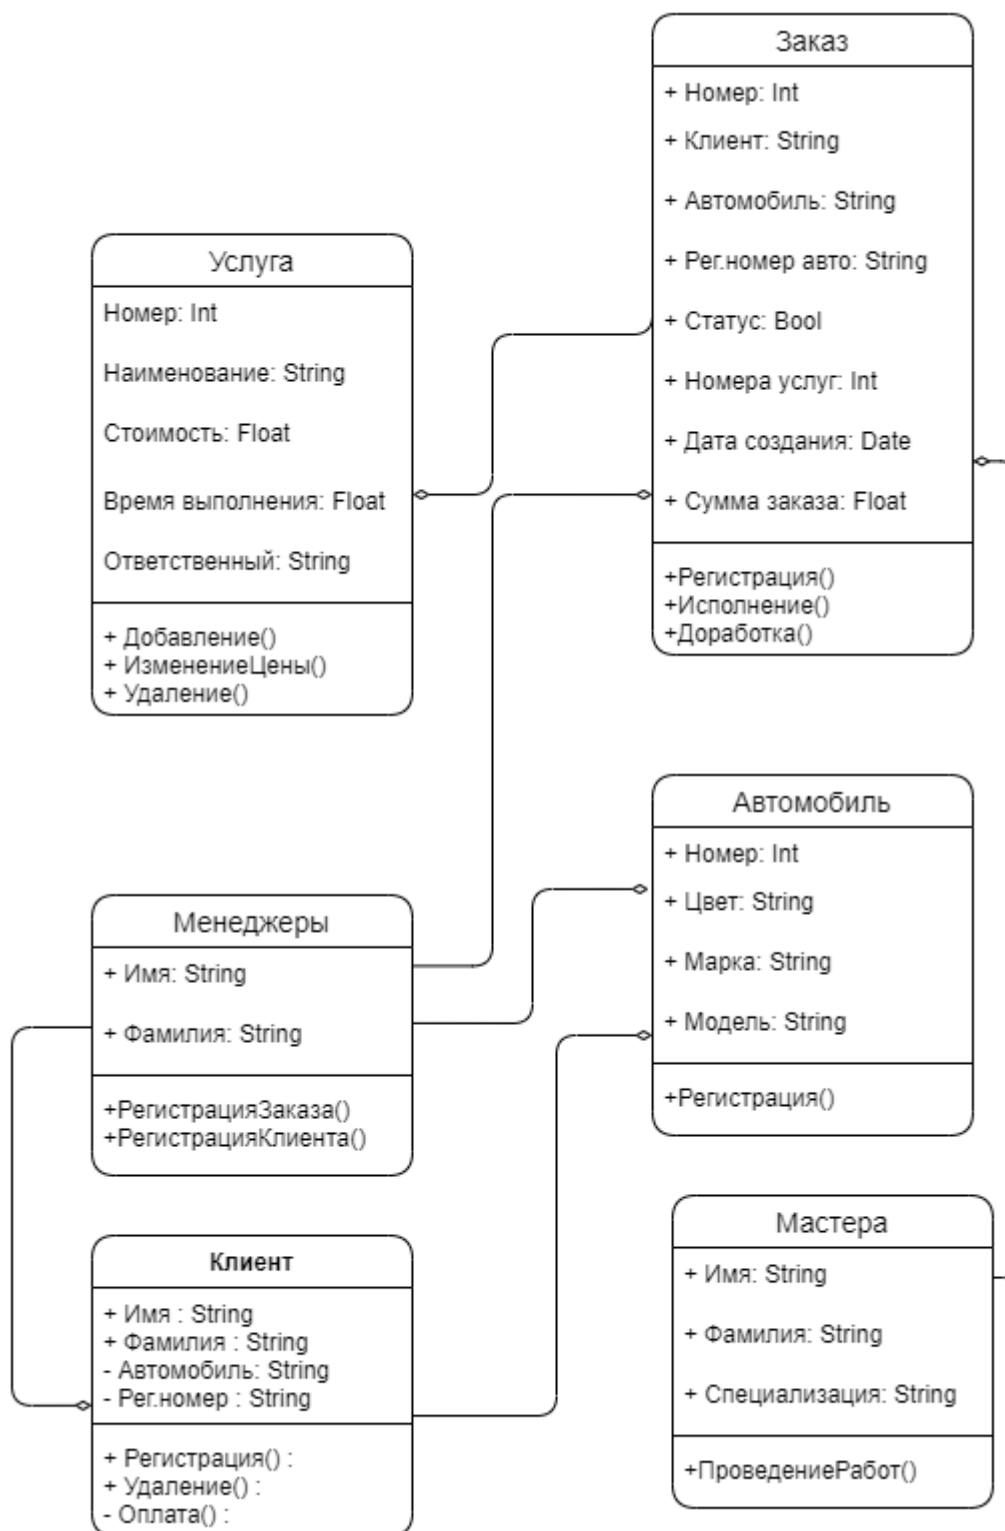 Заказ
+ Номер: Int
+ Клиент: String
+ Автомобиль: String
+ Рег.номер авто: String
+ Статус: Bool
+ Номера услуг: Int
+ Дата создания: Date
+ Сумма заказа: Float
+Регистрация()
+Исполнение()
+Доработка()
Услуга
Номер: Int
Наименование: String
Стоимость: Float
Время выполнения: Float
Ответственный: String
+ Добавление()
+ ИзменениеЦены()
+ Удаление()
Автомобиль
+ Номер: Int
+ Цвет: String
+ Марка: String
+ Модель: String
+Регистрация()
Менеджеры
+ Имя: String
+ Фамилия: String
+РегистрацияЗаказа()
+РегистрацияКлиента()
Мастера
+ Имя: String
+ Фамилия: String
+ Специализация: String
+ПроведениеРабот()
Клиент
+ Имя : String
+ Фамилия : String
- Автомобиль: String
- Рег.номер : String
+ Регистрация() :
+ Удаление() :
- Оплата() :